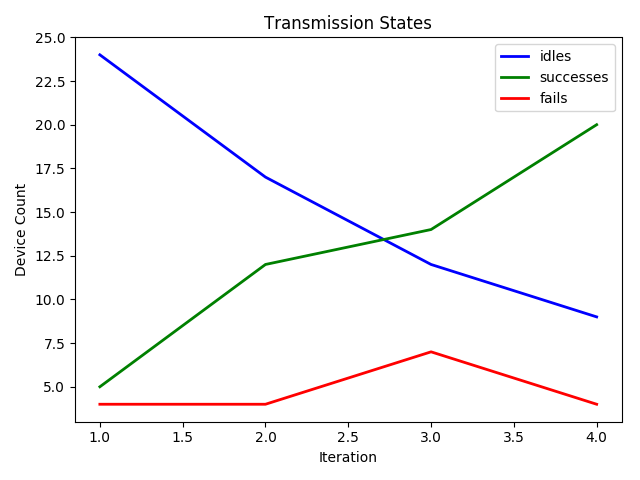 Transmission States
25.0
22.5
20.0
17.5
15.0
12.5
10.0
7.5
5.0
Device Count
idles
successes
fails
1.0 1.5 2.0 2.5 3.0 3.5 4.0
Iteration